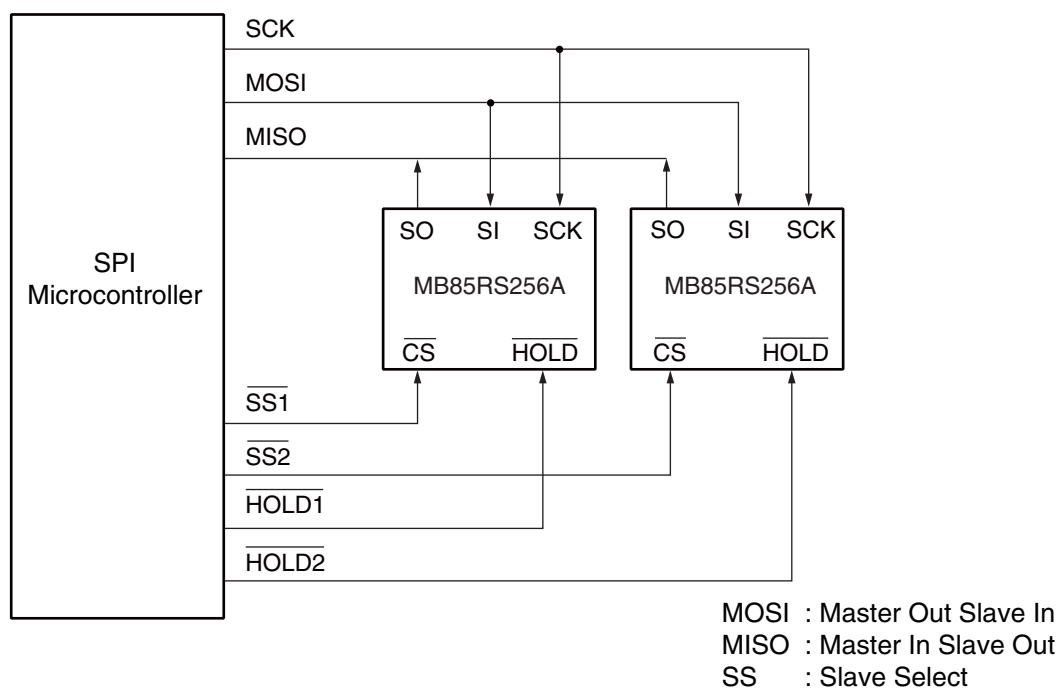 SCK
MOSI
MISO
SO SI SCK
MB85RS256A
CS HOLD
SO SI SCK
MB85RS256A
CS HOLD
SPI
Microcontroller
SS1
SS2
HOLD1
HOLD2
MOSI : Master Out Slave In
MISO : Master In Slave Out
SS : Slave Select